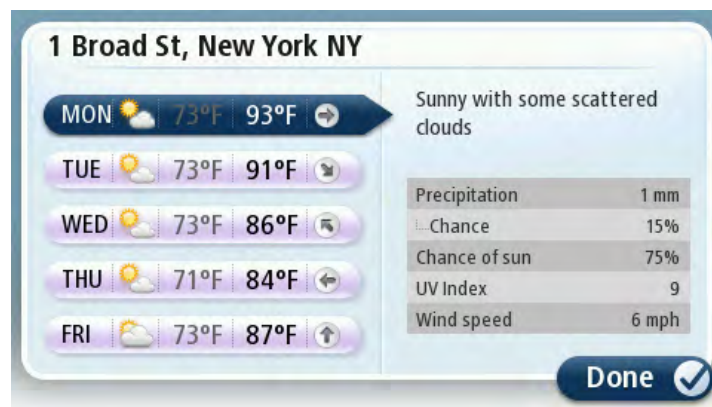 1 Broad St, New York NY
MON 73°F 93°F
TUE 73°F 91°F
WED 73°F 86°F
THU 71°F 84°F
FRI 73°F 87°F
Sunny with some scattered
clouds
Precipitation 1 mm
Chance 15%
Chance of sun 75%
UV Index 9
Wind speed 6 mph
Done